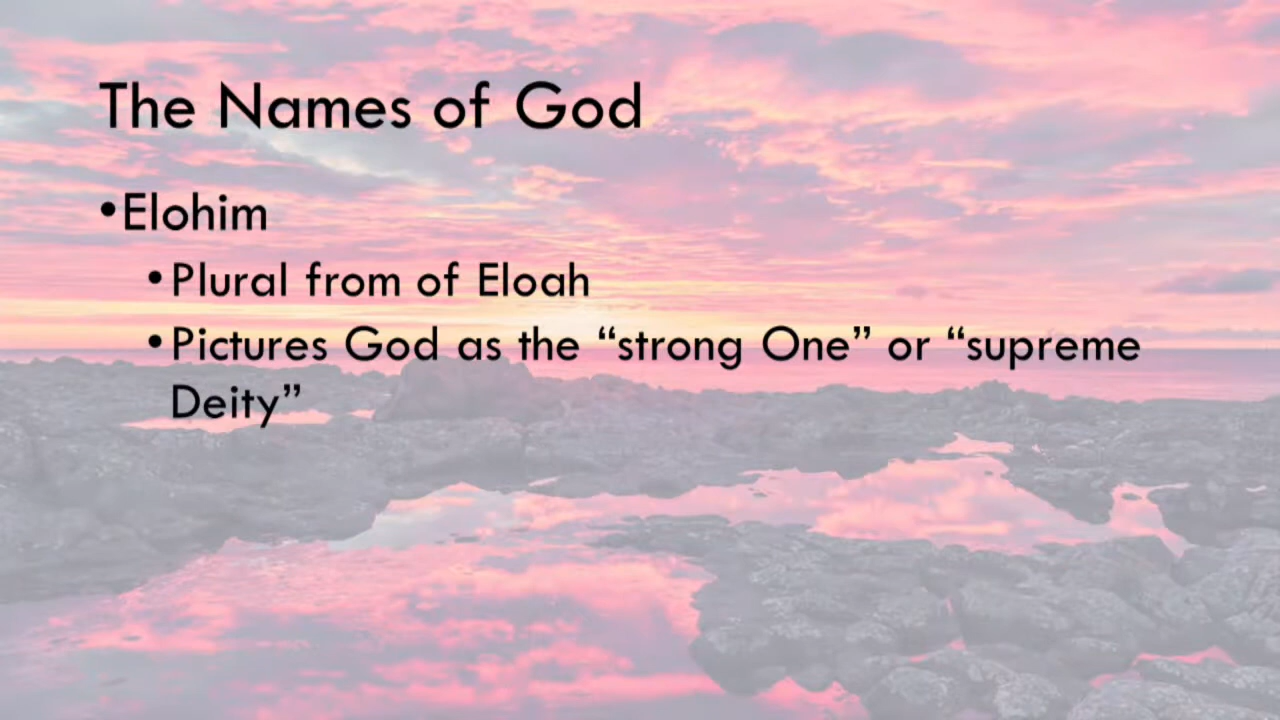 The Names of God
•Elohim
•Plural from of Eloah
•Pictures God as the “strong One” or “supreme
Deity”